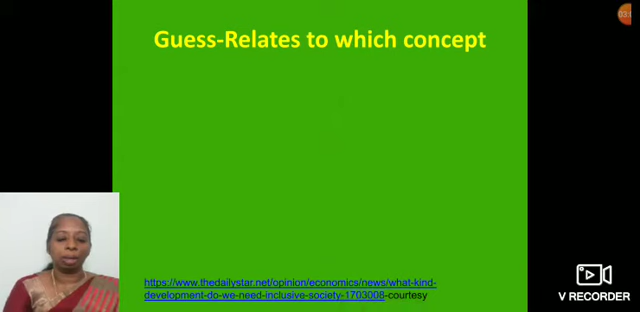 Guess-Relates to which concept
https://www.thedailystar.net/opinion/economics/news/what-kind-
development-do-we-need-inclusive-society-1703008-courtesy
V RECORDER